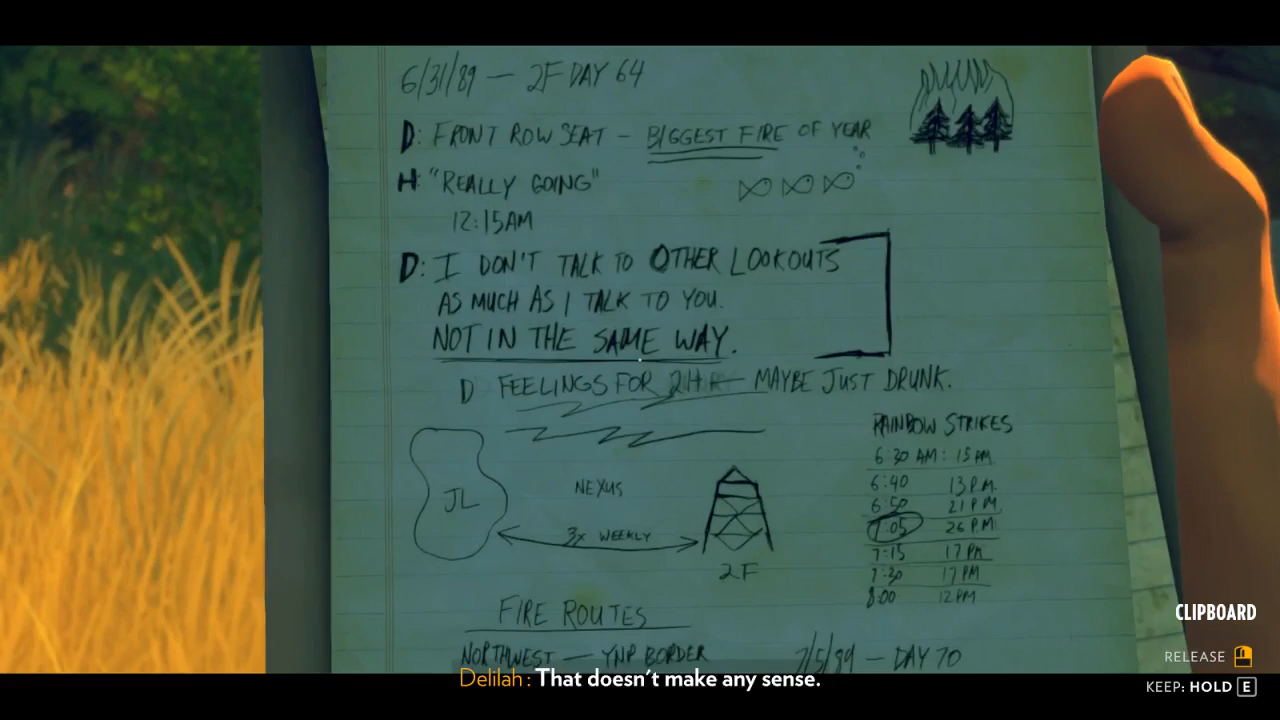 6/31/89 — 2F DAY 64
D: FRONT ROW SEAT — BIGGEST FIRE OF YEAR
H: "REALLY GOING"
12:15AM
D: I DON'T TALK TO OTHER LOOKOUTS
AS MUCH AS I TALK TO YOU.
NOT IN THE SAME WAY.
D FEELINGS FOR MAYBE JUST DRUNK.
RAINBOW STRIKES
6:30 AM: 15 PM
6:40 13 PM
6:50 21 PM
7:05 26 PM
7:15 17 PM
7:30 17 PM
8:00 12 PM
JL
NEXUS
3x WEEKLY
2F
FIRE ROUTES
NORTHWEST — YNP BORDER
7/5/89 — DAY 70
Delilah: That doesn't make any sense.
CLIPBOARD
RELEASE
KEEP: HOLD E